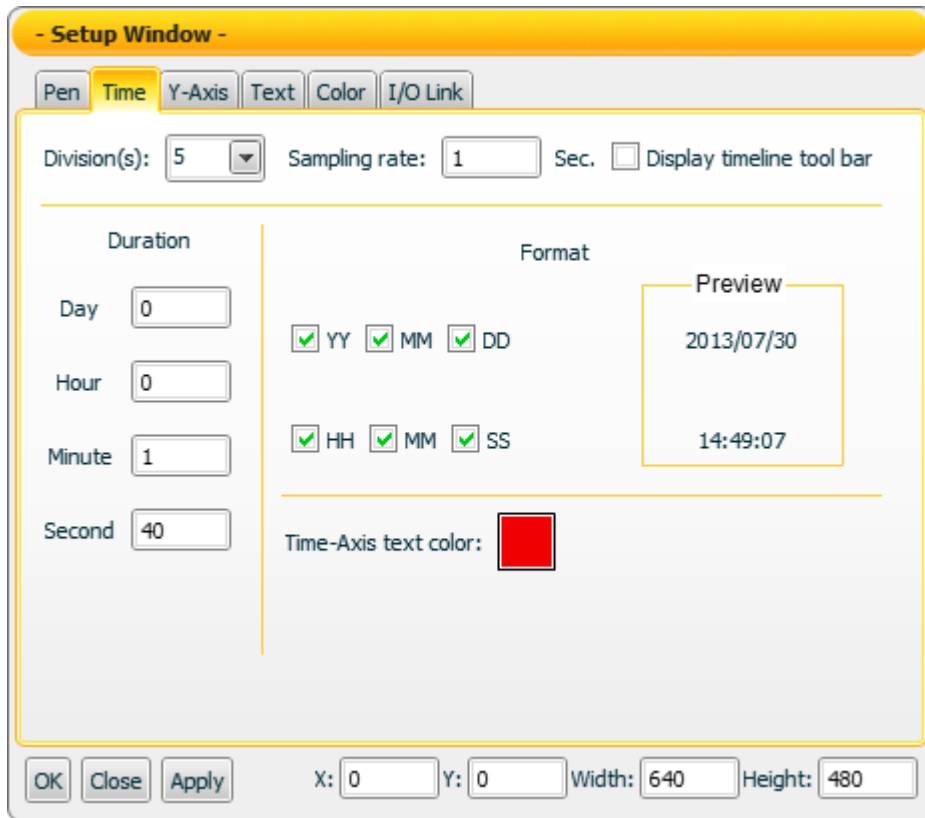 - Setup Window -
Pen Time Y-Axis Text Color I/O Link
Division(s): 5 Sampling rate: 1 Sec. Display timeline tool bar
Duration
Format
Preview
Day 0
YY MM DD 2013/07/30
Hour 0
HH MM SS 14:49:07
Minute 1
Second 40
Time-Axis text color:
OK Close Apply X: 0 Y: 0 Width: 640 Height: 480